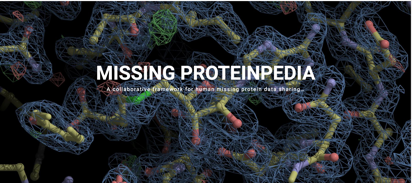 MISSING PROTEINPEDIA
A collaborative framework for human missing protein data sharing.